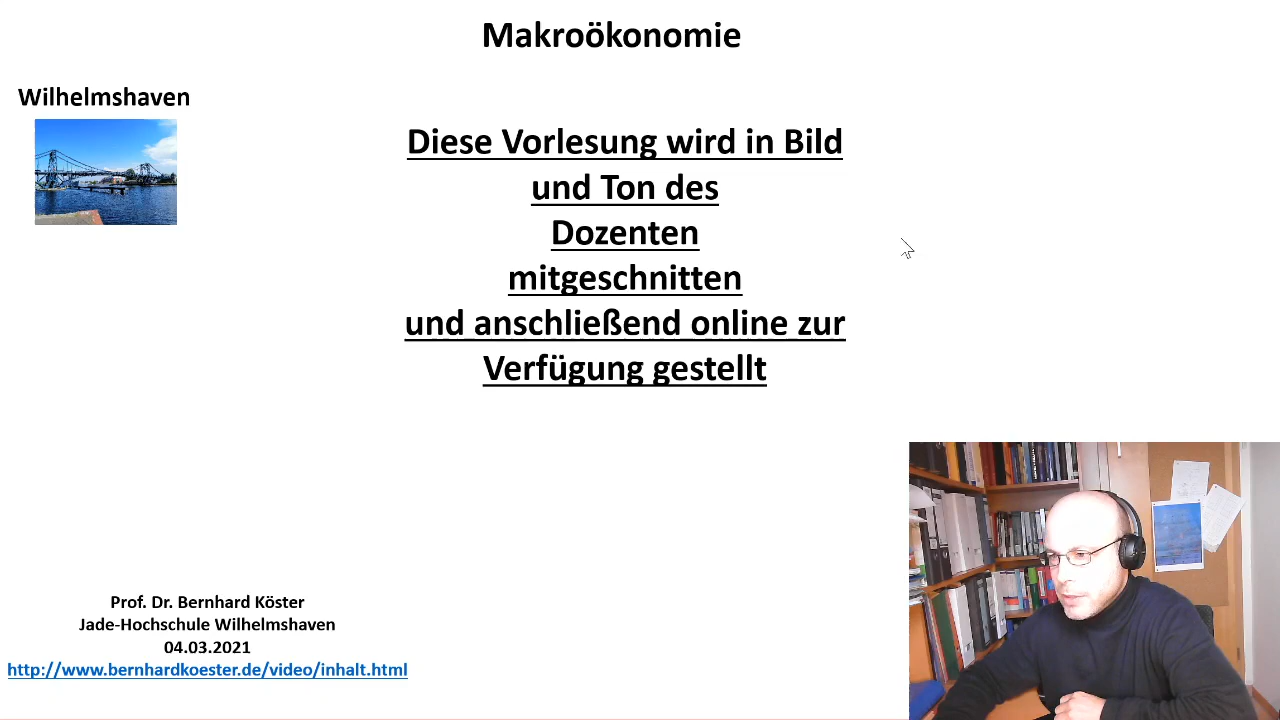 Makroökonomie
Wilhelmshaven
Diese Vorlesung wird in Bild
und Ton des
Dozenten
mitgeschnitten
und anschließend online zur
Verfügung gestellt
Prof. Dr. Bernhard Köster
Jade-Hochschule Wilhelmshaven
04.03.2021
http://www.bernhardkoester.de/video/inhalt.html